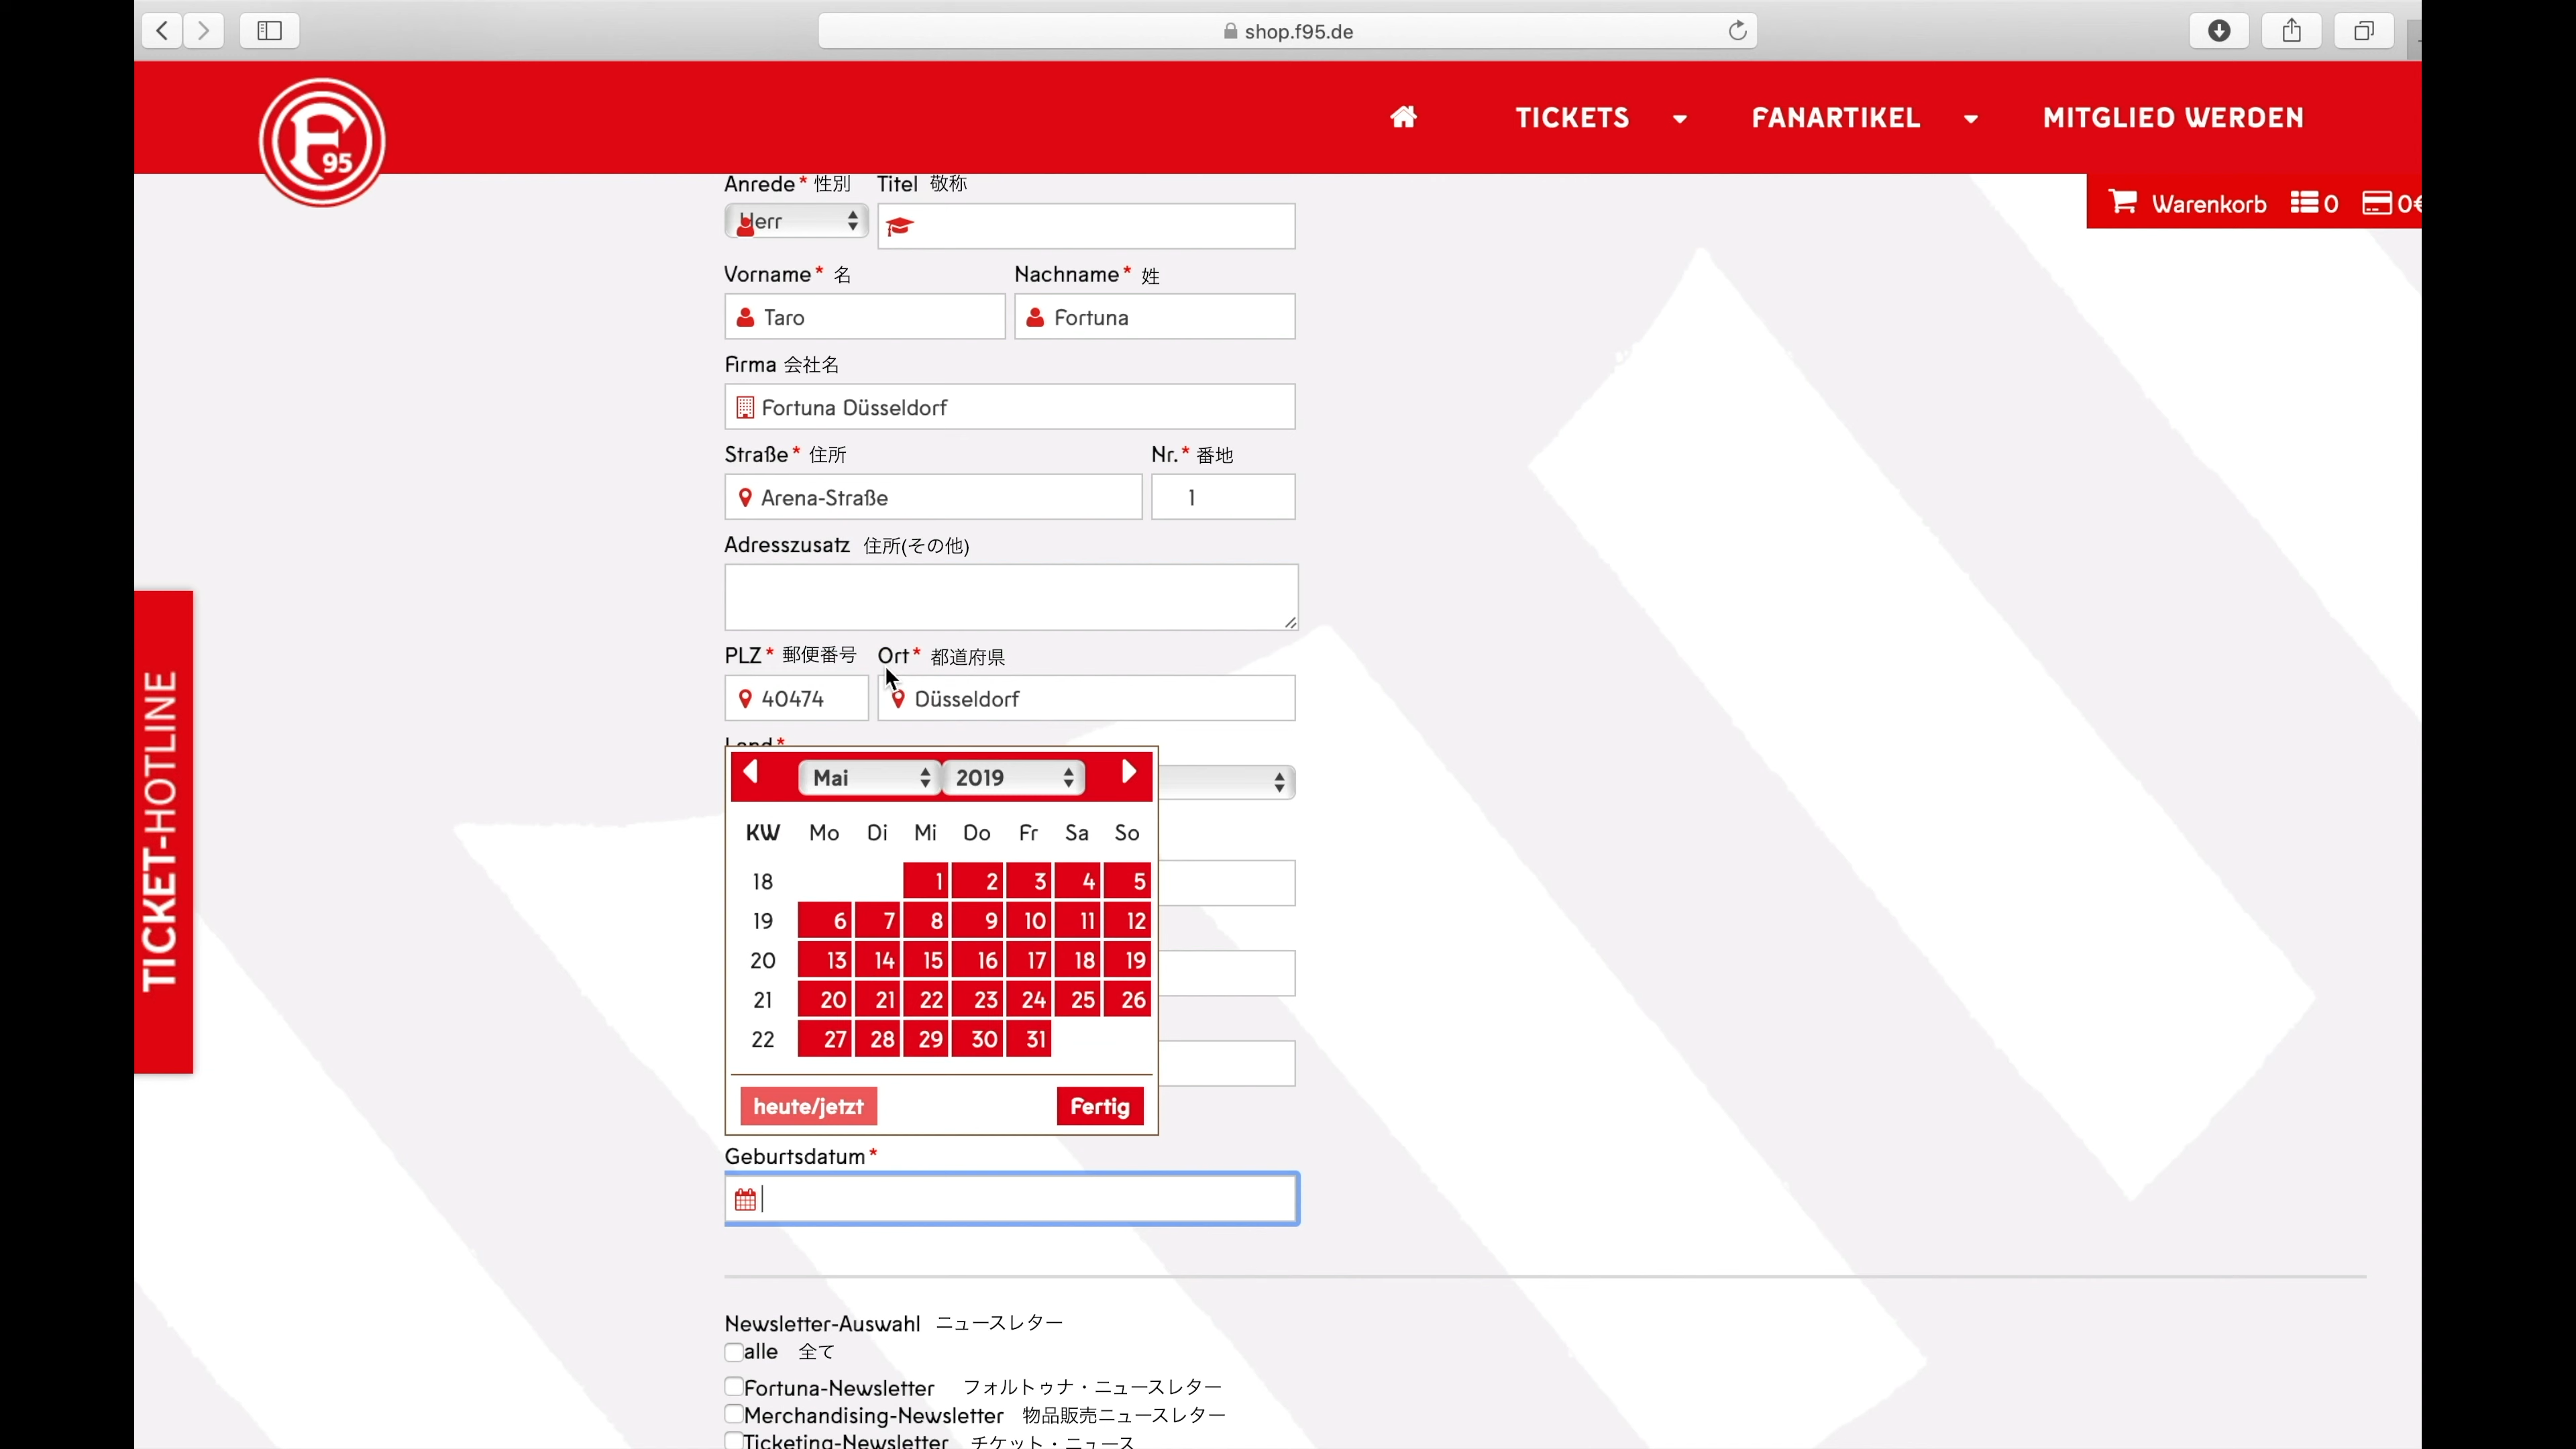 shop.f95.de
F 95
TICKETS FANARTIKEL MITGLIED WERDEN
Warenkorb 0 0€
Anrede* 性別 Titel 敬称
Herr
Vorname* 名 Nachname* 姓
Taro Fortuna
Firma 会社名
Fortuna Düsseldorf
Straße* 住所 Nr.* 番地
Arena-Straße 1
Adresszusatz 住所(その他)
PLZ* 郵便番号 Ort* 都道府県
40474 Düsseldorf
Land*
Mai 2019
KW Mo Di Mi Do Fr Sa So
18 1 2 3 4 5
19 6 7 8 9 10 11 12
20 13 14 15 16 17 18 19
21 20 21 22 23 24 25 26
22 27 28 29 30 31
heute/jetzt Fertig
Geburtsdatum*
Newsletter-Auswahl ニュースレター
alle 全て
Fortuna-Newsletter フォルトゥナ・ニュースレター
Merchandising-Newsletter 物品販売ニュースレター
Ticketing-Newsletter チケット・ニュース
TICKET-HOTLINE